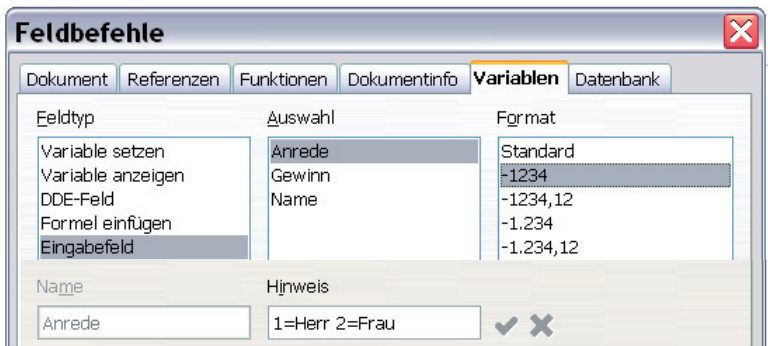 Feldbefehle
Dokument Referenzen Funktionen Dokumentinfo Variablen Datenbank
Feldtyp Auswahl Format
Variable setzen Anrede Standard
Variable anzeigen Gewinn -1234
DDE-Feld Name -1234,12
Formel einfügen -1.234
Eingabefeld -1.234,12
Name Hinweis
Anrede 1=Herr 2=Frau